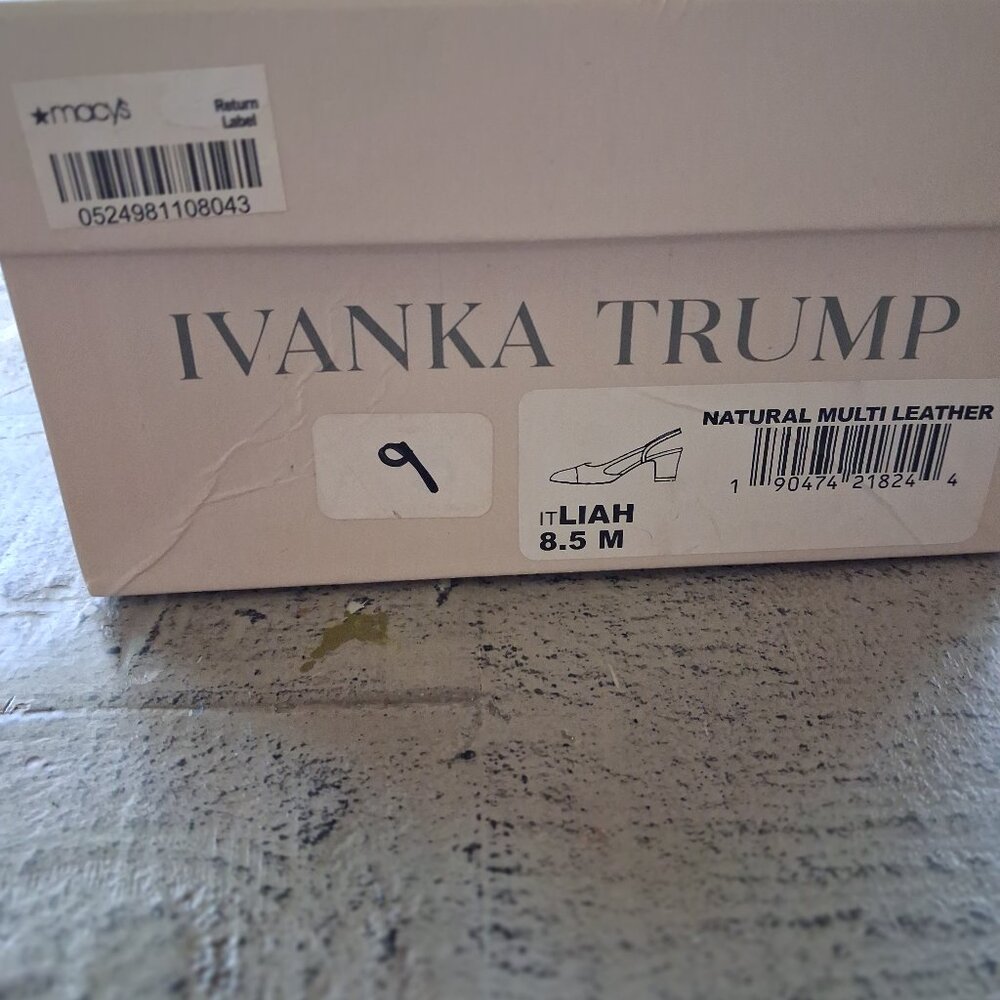 ★macy's
Return
Label
0524981108043
IVANKA TRUMP
9
NATURAL MULTI LEATHER
1 90474 21824 4
ITLIAH
8.5 M